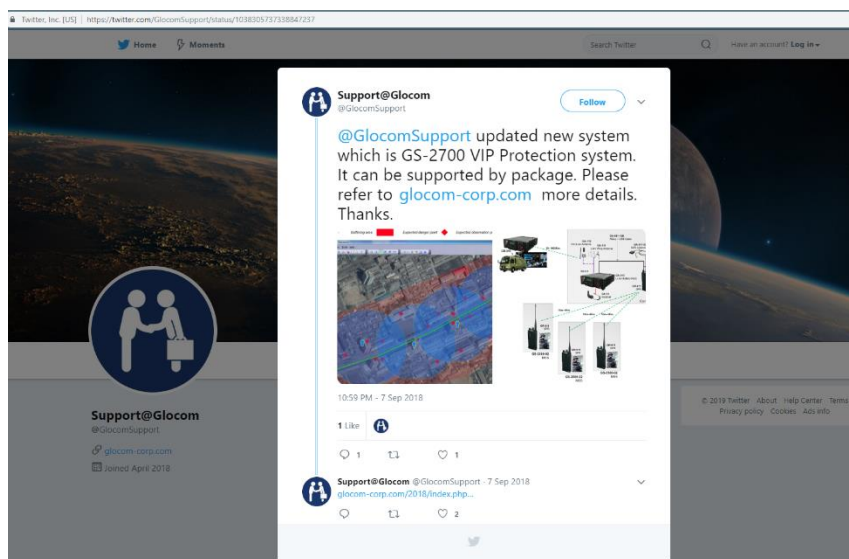 Twitter, Inc. [US] | https://twitter.com/GlocomSupport/status/1038305737338847237
Home Moments Search Twitter Have an account? Log in
Support@Glocom
@GlocomSupport
Follow
@GlocomSupport updated new system
which is GS-2700 VIP Protection system.
It can be supported by package. Please
refer to glocom-corp.com more details.
Thanks.
10:59 PM - 7 Sep 2018
1 Like
1 1
Support@Glocom @GlocomSupport · 7 Sep 2018
glocom-corp.com/2018/index.php...
2
Support@Glocom
@GlocomSupport
glocom-corp.com
Joined April 2018
© 2019 Twitter About Help Center Terms
Privacy policy Cookies Ads info